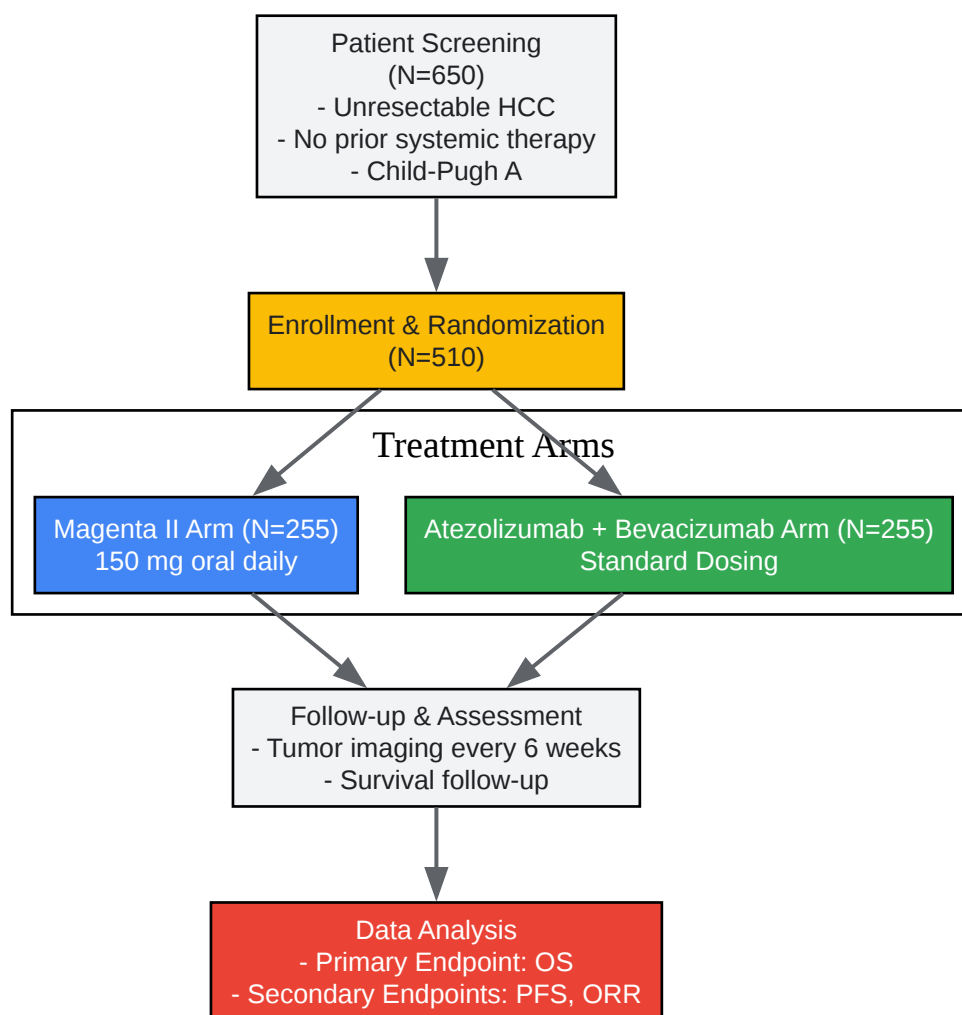 Patient Screening
(N=650)
- Unresectable HCC
- No prior systemic therapy
- Child-Pugh A
Enrollment & Randomization
(N=510)
Treatment Arms
Magenta II Arm (N=255)
150 mg oral daily
Atezolizumab + Bevacizumab Arm (N=255)
Standard Dosing
Follow-up & Assessment
- Tumor imaging every 6 weeks
- Survival follow-up
Data Analysis
- Primary Endpoint: OS
- Secondary Endpoints: PFS, ORR